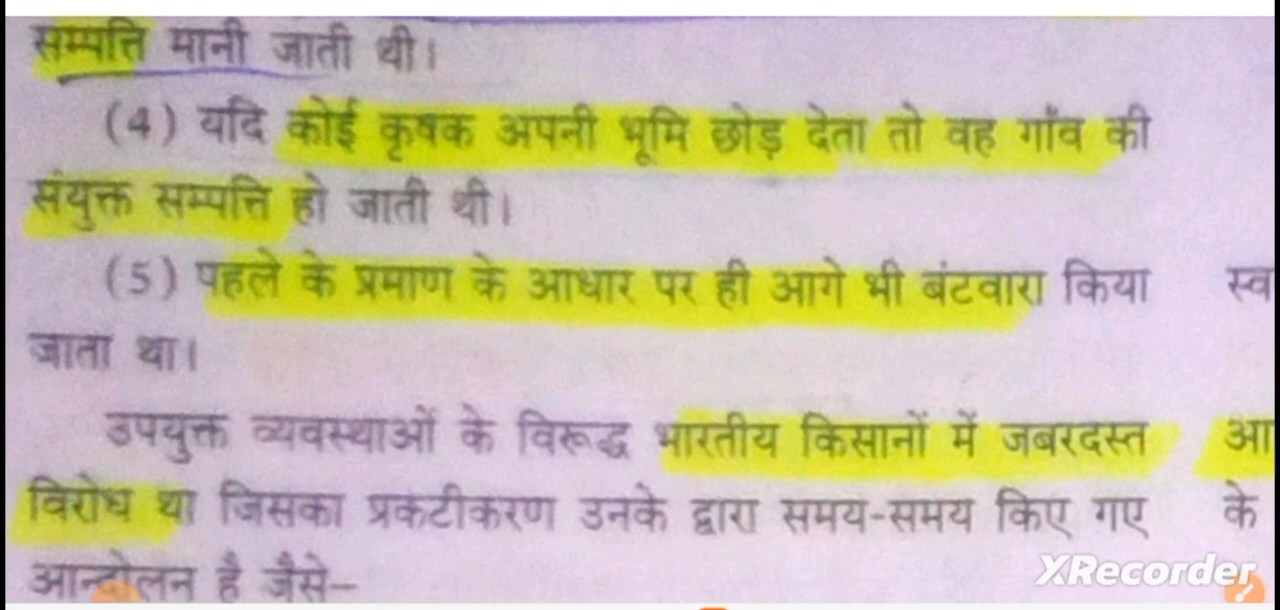 सम्पत्ति मानी जाती थी।
(4) यदि कोई कृषक अपनी भूमि छोड़ देता तो वह गाँव की
संयुक्त सम्पत्ति हो जाती थी।
(5) पहले के प्रमाण के आधार पर ही आगे भी बंटवारा किया
जाता था।
उपयुक्त व्यवस्थाओं के विरूद्ध भारतीय किसानों में जबरदस्त
विरोध था जिसका प्रकटीकरण उनके द्वारा समय-समय किए गए
आन्दोलन है जैसे–
स्व
आ
के
XRecorder